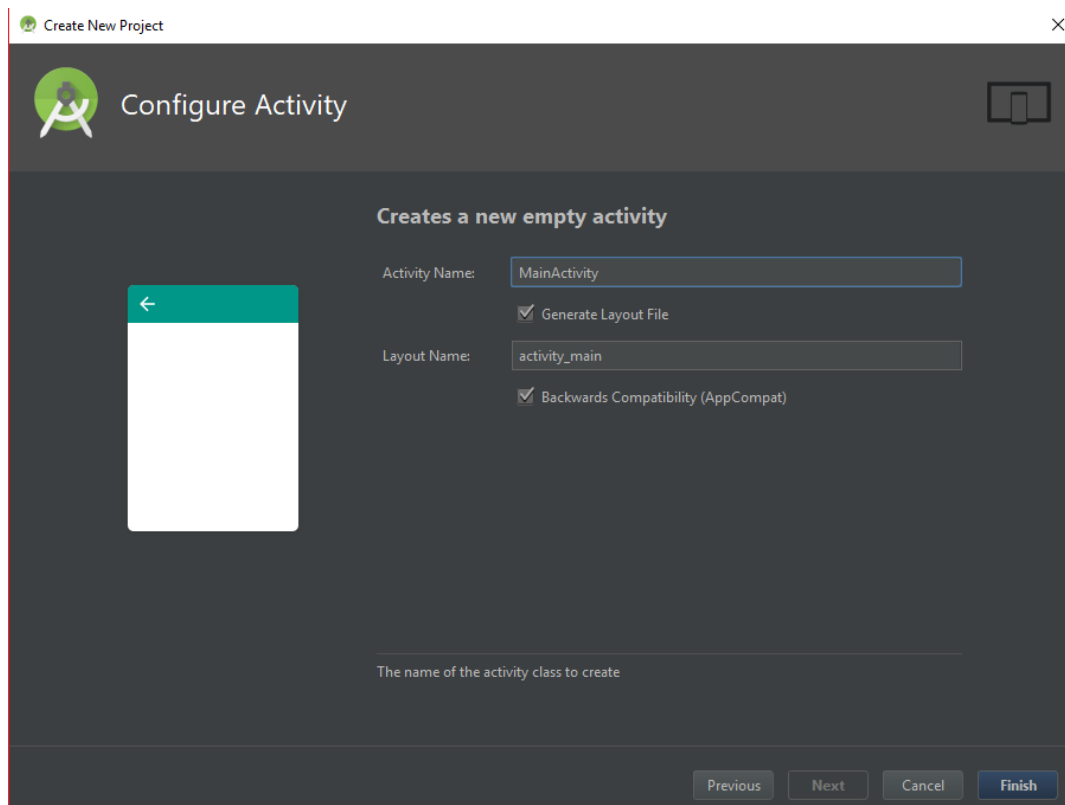 Create New Project
Configure Activity
Creates a new empty activity
Activity Name: MainActivity
Generate Layout File
Layout Name: activity_main
Backwards Compatibility (AppCompat)
The name of the activity class to create
Previous Next Cancel Finish